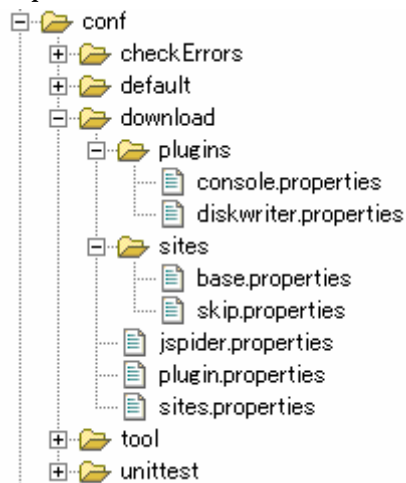 conf
checkErrors
default
download
plugins
console.properties
diskwriter.properties
sites
base.properties
skip.properties
jspider.properties
plugin.properties
sites.properties
tool
unittest